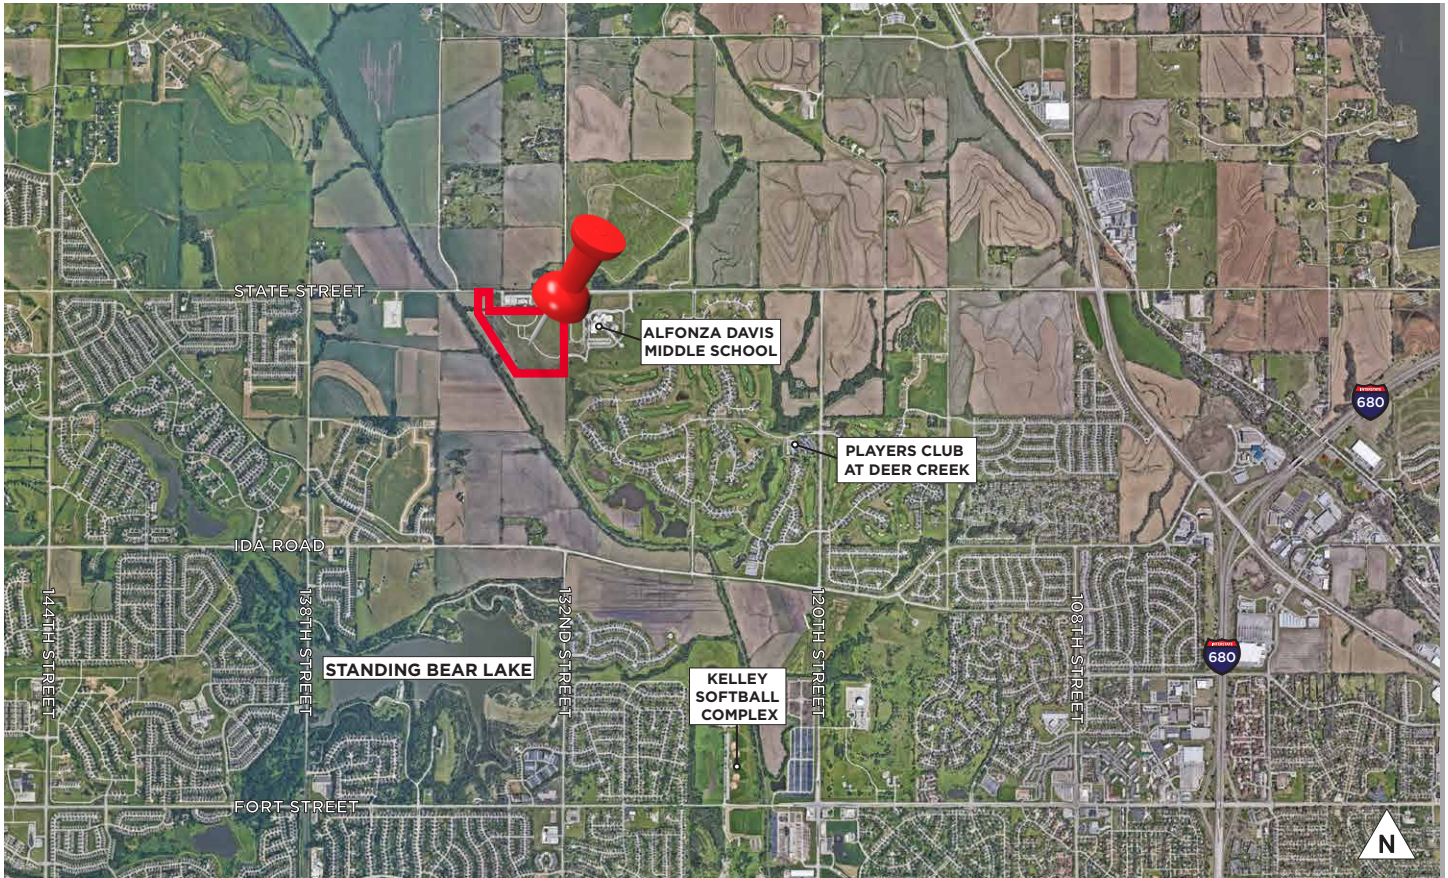 STATE STREET
ALFONZA DAVIS
MIDDLE SCHOOL
680
PLAYERS CLUB
AT DEER CREEK
IDA ROAD
144TH STREET
138TH STREET
132ND STREET
120TH STREET
108TH STREET
STANDING BEAR LAKE
INTERSTATE
680
KELLEY
SOFTBALL
COMPLEX
FORT STREET
N